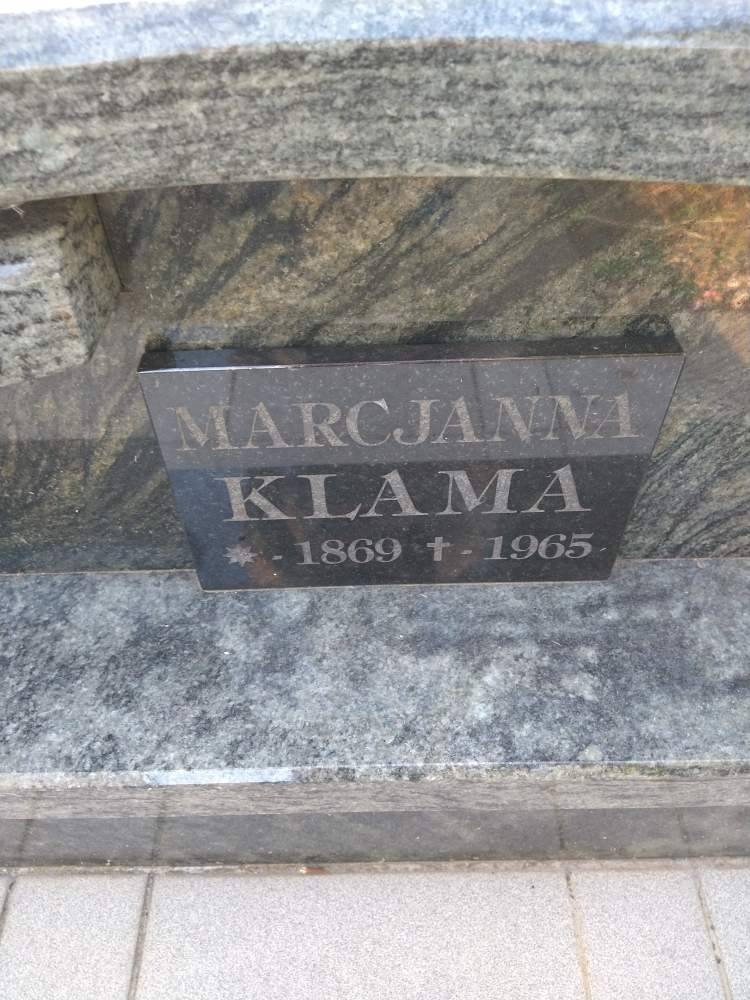 MARCJANNA
KLAMA
* - 1869 † - 1965